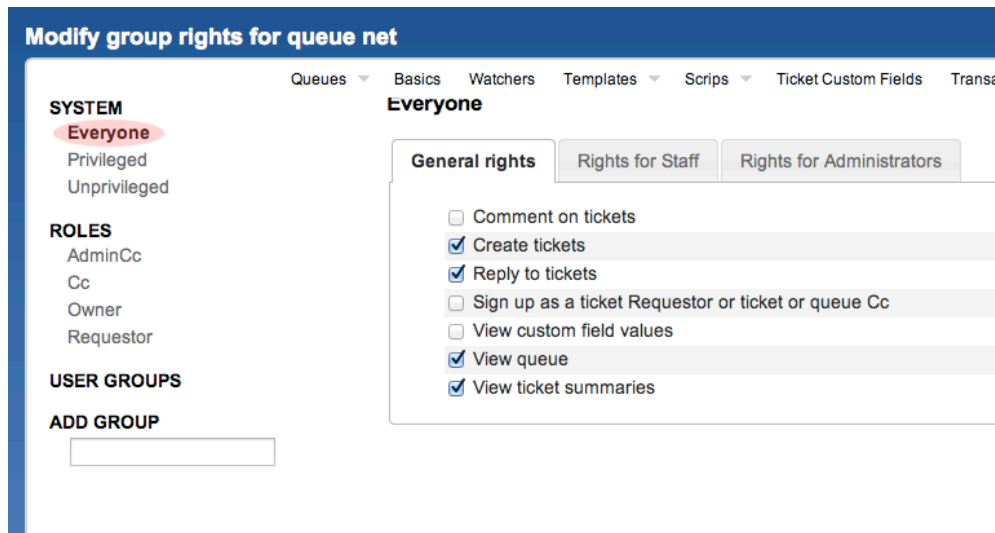 Modify group rights for queue net
Queues Basics Watchers Templates Scrips Ticket Custom Fields Transa
SYSTEM
Everyone
Privileged
Unprivileged
ROLES
AdminCc
Cc
Owner
Requestor
USER GROUPS
ADD GROUP
Everyone
General rights Rights for Staff Rights for Administrators
Comment on tickets
Create tickets
Reply to tickets
Sign up as a ticket Requestor or ticket or queue Cc
View custom field values
View queue
View ticket summaries